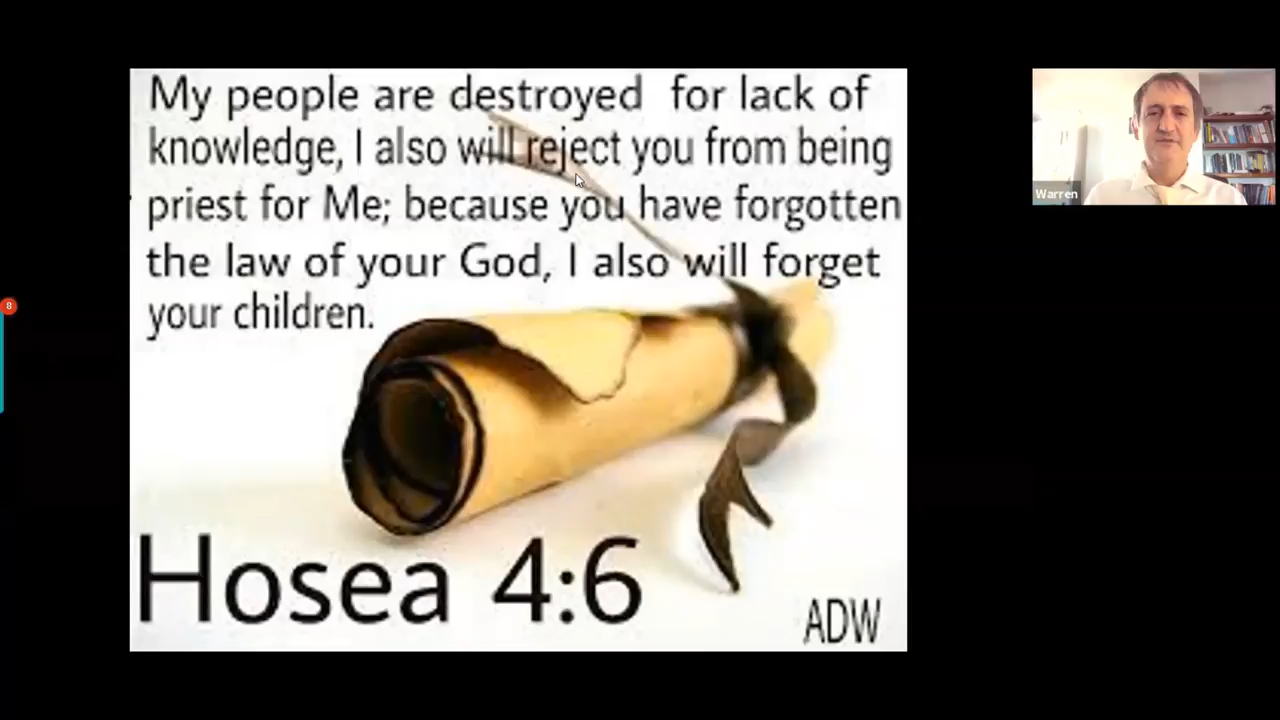 My people are destroyed for lack of
knowledge, I also will reject you from being
priest for Me; because you have forgotten
the law of your God, I also will forget
your children.
Hosea 4:6
ADW
Warren
8